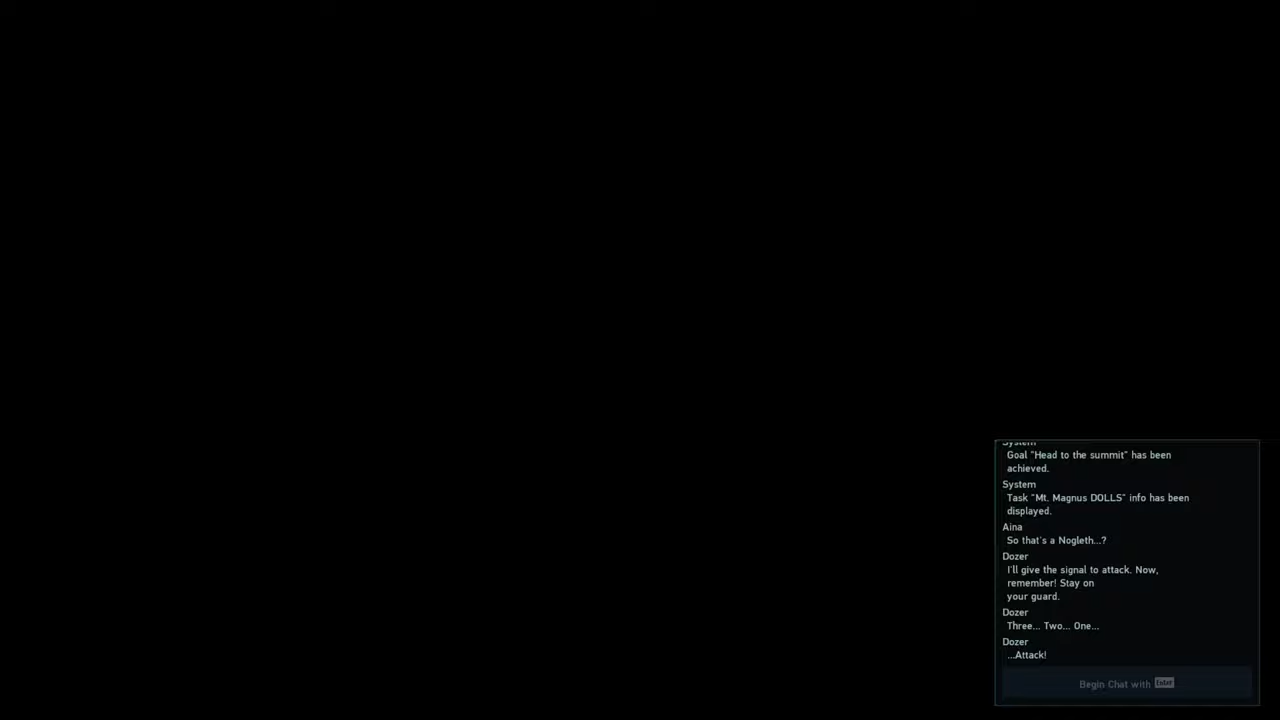 System
Goal "Head to the summit" has been
achieved.
System
Task "Mt. Magnus DOLLS" info has been
displayed.
Aina
So that's a Nogleth...?
Dozer
I'll give the signal to attack. Now,
remember! Stay on
your guard.
Dozer
Three... Two... One...
Dozer
...Attack!
Begin Chat with Enter